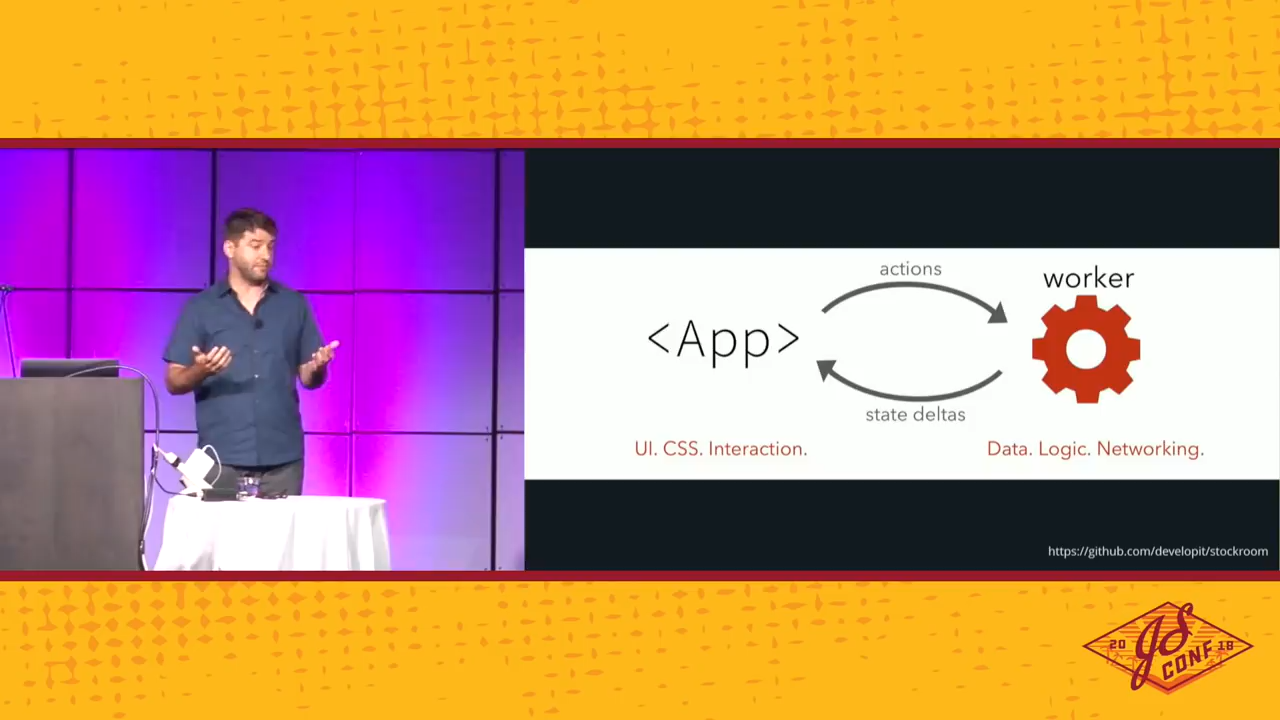 actions
worker
<App>
state deltas
UI. CSS. Interaction.
Data. Logic. Networking.
https://github.com/developit/stockroom
20 JS CONF 18